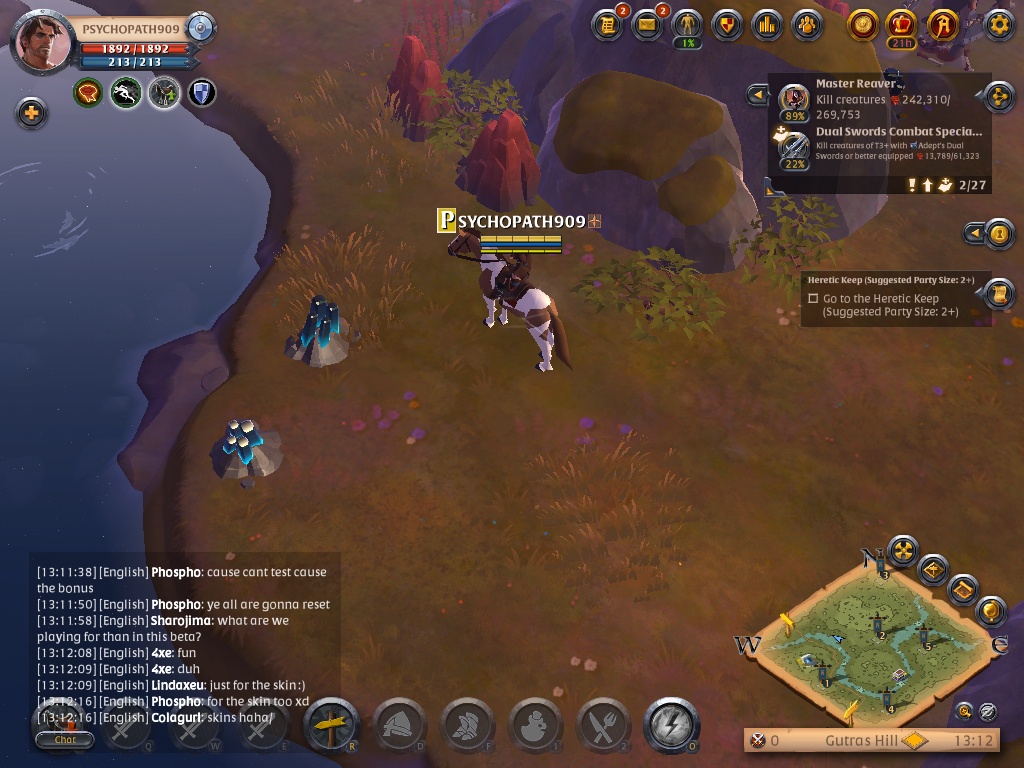 PSYCHOPATH909
1892 / 1892
213 / 213
2
2
1%
21h
Master Reaver
Kill creatures 242,310/
269,753
89%
Dual Swords Combat Specia...
Kill creatures of T3+ with Adept's Dual
Swords or better equipped 13,789/61,323
22%
2/27
PSYCHOPATH909
Heretic Keep (Suggested Party Size: 2+)
Go to the Heretic Keep
(Suggested Party Size: 2+)
[13:11:38] [English] Phospho: cause cant test cause
the bonus
[13:11:50] [English] Phospho: ye all are gonna reset
[13:11:58] [English] Sharojima: what are we
playing for than in this beta?
[13:12:08] [English] 4xe: fun
[13:12:09] [English] 4xe: duh
[13:12:09] [English] Lindaxeu: just for the skin:)
[13:12:16] [English] Phospho: for the skin too xd
[13:12:16] [English] Colagurl: skins haha/
Chat
Q
W
E
R
D
F
1
2
O
N
W
E
3
2
5
1
4
0
Gutras Hill
13:12